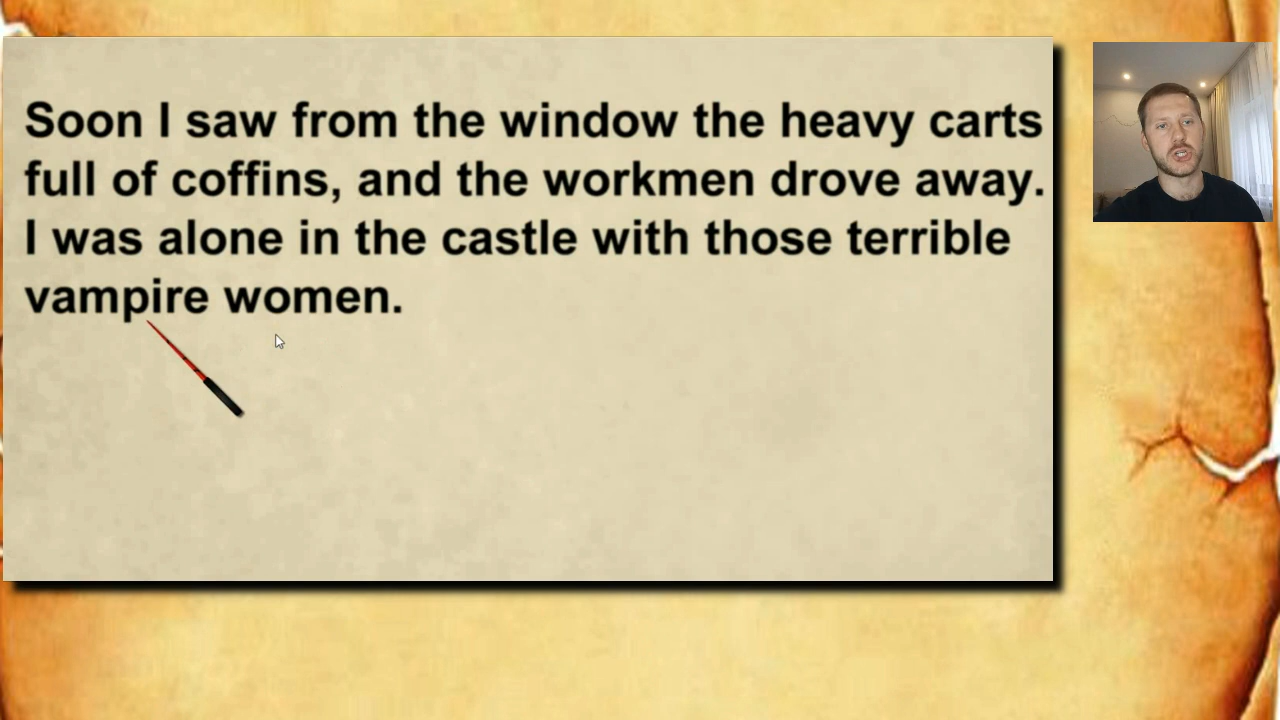 Soon I saw from the window the heavy carts
full of coffins, and the workmen drove away.
I was alone in the castle with those terrible
vampire women.